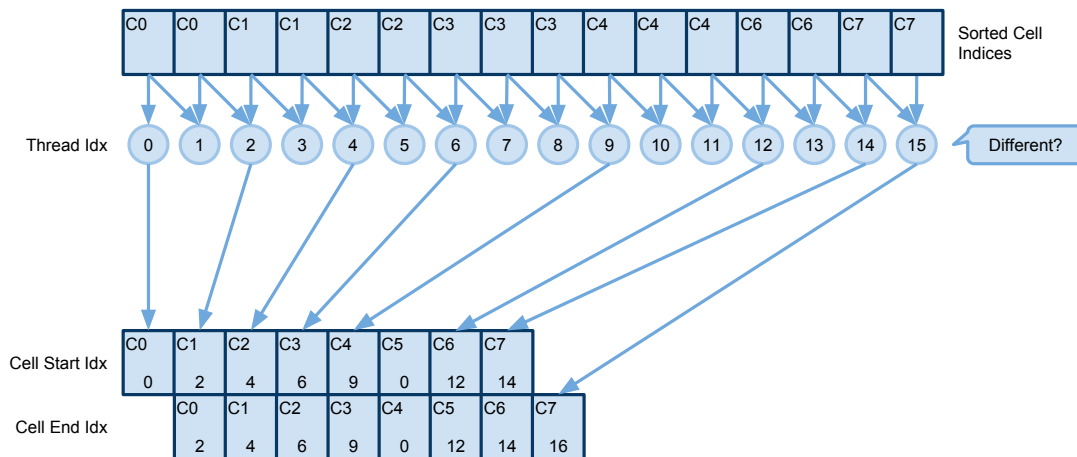 C0 C0 C1 C1 C2 C2 C3 C3 C3 C4 C4 C4 C6 C6 C7 C7
Sorted Cell
Indices
Thread Idx 0 1 2 3 4 5 6 7 8 9 10 11 12 13 14 15 Different?
C0 C1 C2 C3 C4 C5 C6 C7
Cell Start Idx
0 2 4 6 9 0 12 14
C0 C1 C2 C3 C4 C5 C6 C7
Cell End Idx
2 4 6 9 0 12 14 16